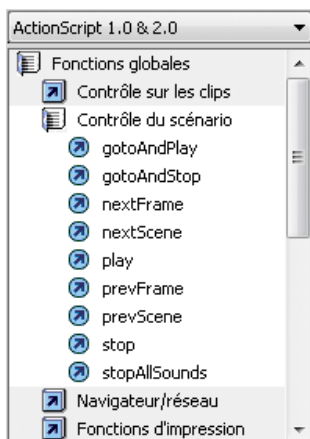 ActionScript 1.0 & 2.0
Fonctions globales
Contrôle sur les clips
Contrôle du scénario
gotoAndPlay
gotoAndStop
nextFrame
nextScene
play
prevFrame
prevScene
stop
stopAllSounds
Navigateur/réseau
Fonctions d'impression